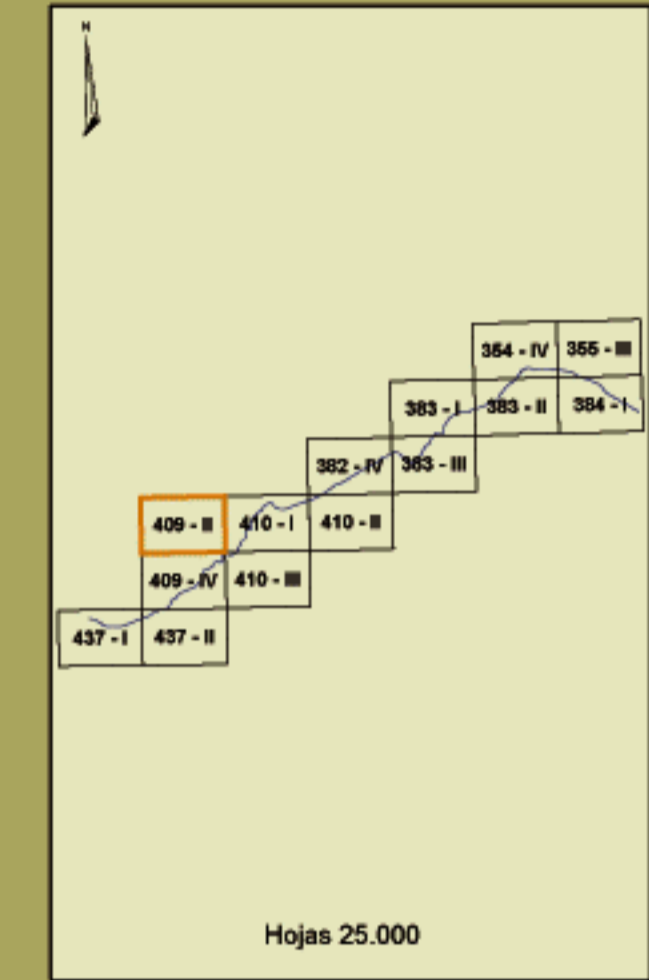 N
354 - IV 355 - III
383 - I 383 - II 384 - I
382 - IV 383 - III
409 - II 410 - I 410 - II
409 - IV 410 - III
437 - I 437 - II
Hojas 25.000